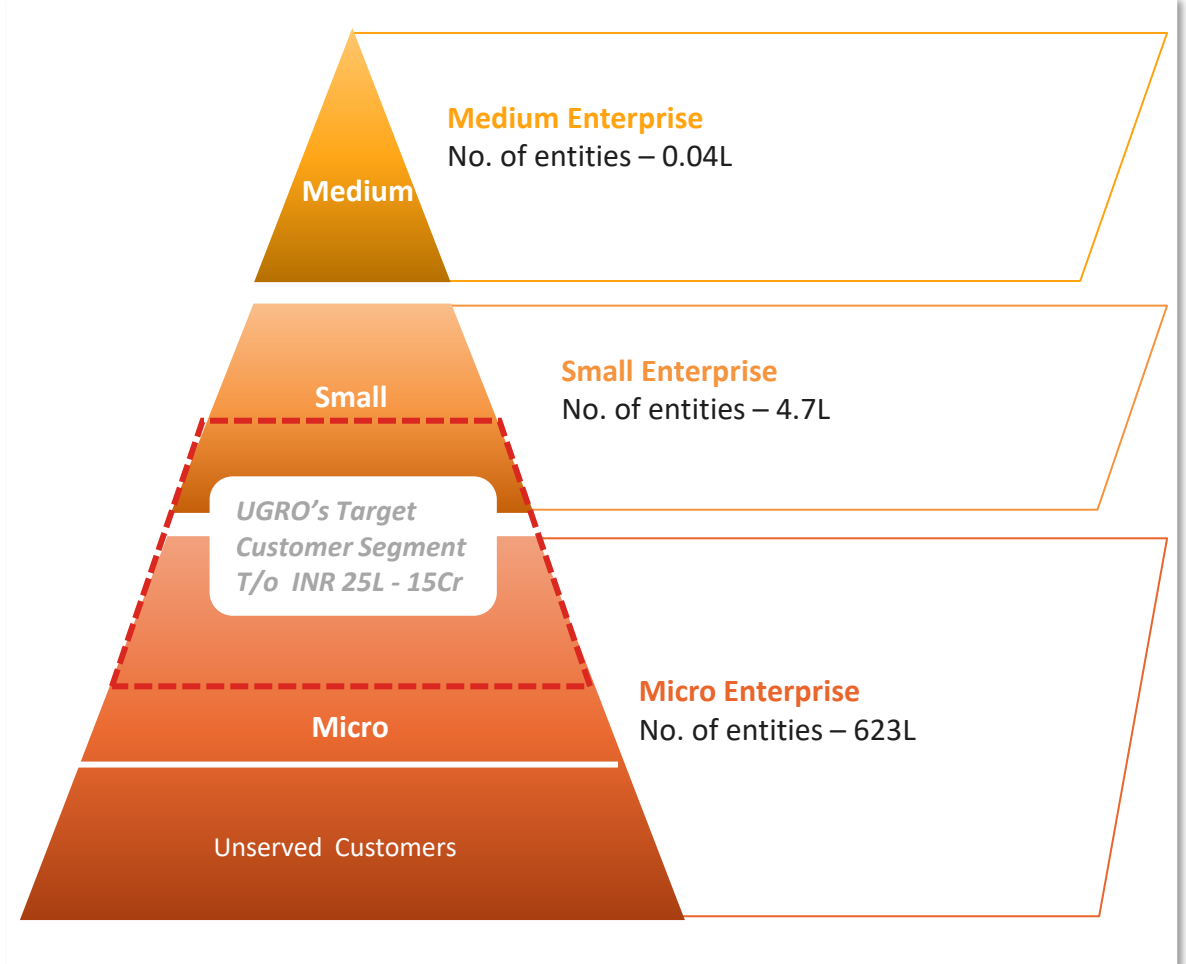 Medium Enterprise
No. of entities – 0.04L
Medium
Small Enterprise
No. of entities – 4.7L
Small
UGRO’s Target
Customer Segment
T/o INR 25L - 15Cr
Micro Enterprise
No. of entities – 623L
Micro
Unserved Customers